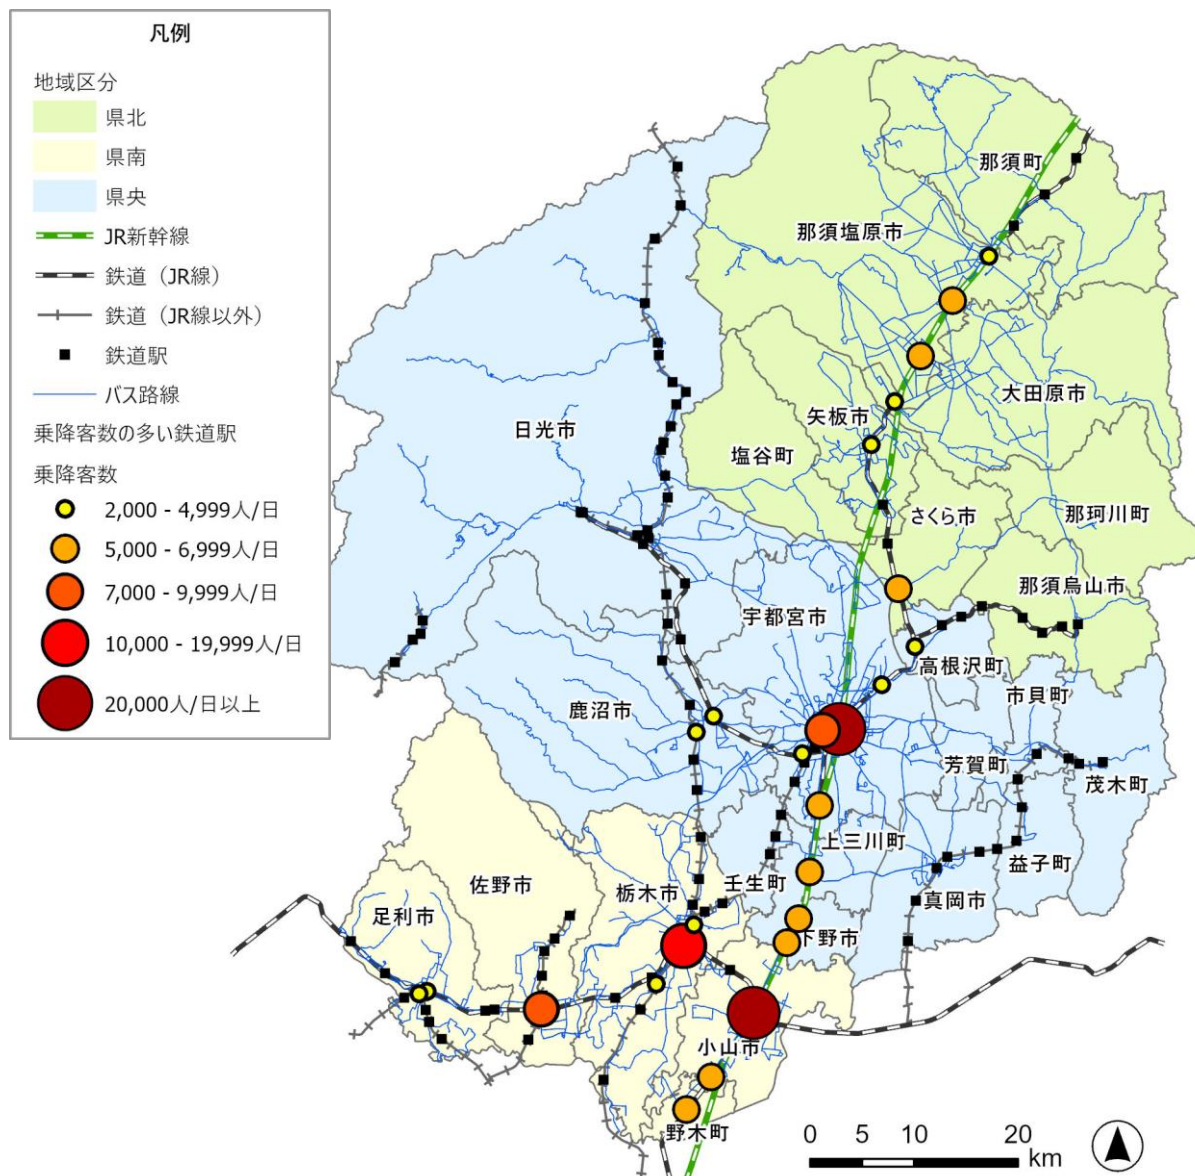 凡例
地域区分
県北
県南
県央
JR新幹線
鉄道（JR線）
鉄道（JR線以外）
鉄道駅
バス路線
乗降客数の多い鉄道駅
乗降客数
2,000 - 4,999人/日
5,000 - 6,999人/日
7,000 - 9,999人/日
10,000 - 19,999人/日
20,000人/日以上
那須町
那須塩原市
大田原市
矢板市
日光市
塩谷町
さくら市
那珂川町
那須烏山市
宇都宮市
高根沢町
市貝町
鹿沼市
芳賀町
茂木町
上三川町
益子町
壬生町
佐野市
栃木市
真岡市
足利市
下野市
小山市
野木町
0 5 10 20
km